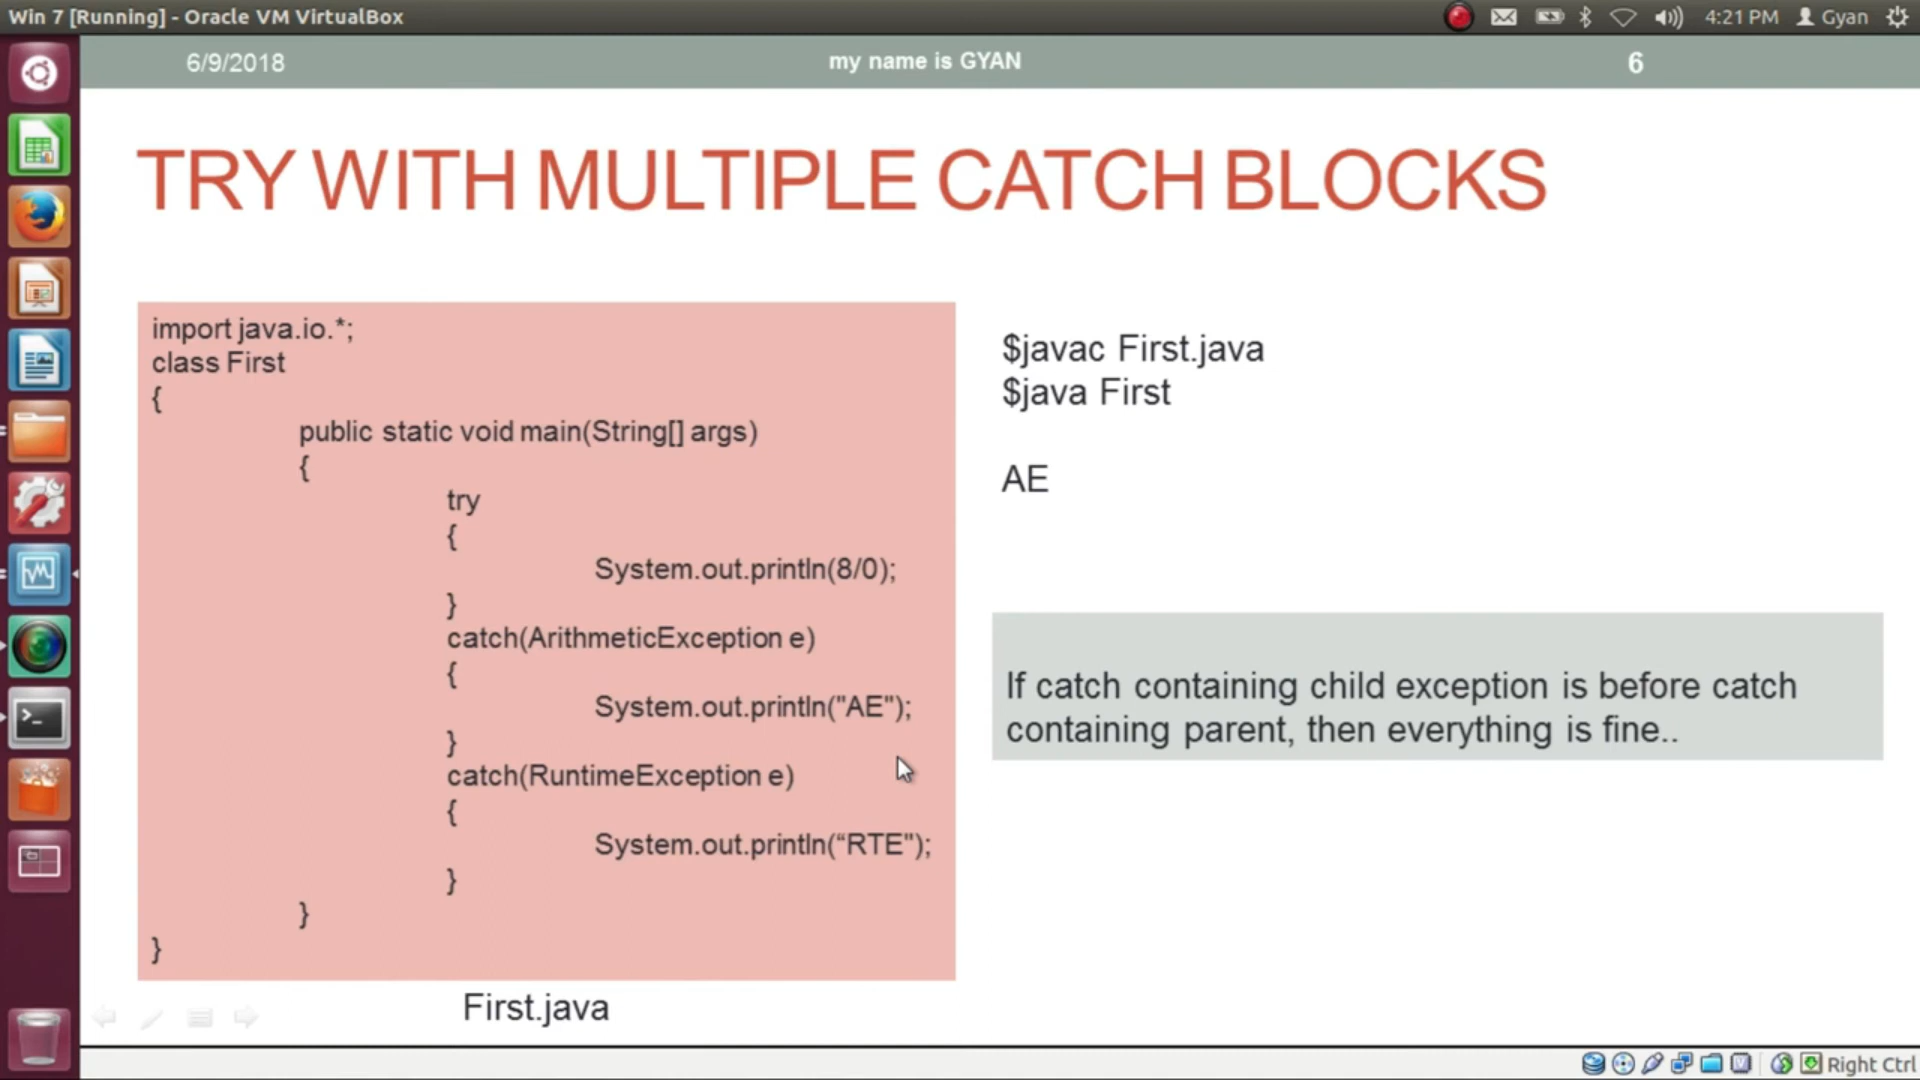 Win 7 [Running] - Oracle VM VirtualBox
4:21 PM
Gyan
6/9/2018
my name is GYAN
6
TRY WITH MULTIPLE CATCH BLOCKS
import java.io.*;
class First
{
public static void main(String[] args)
{
try
{
System.out.println(8/0);
}
catch(ArithmeticException e)
{
System.out.println("AE");
}
catch(RuntimeException e)
{
System.out.println(“RTE");
}
}
}
First.java
$javac First.java
$java First
AE
If catch containing child exception is before catch
containing parent, then everything is fine..
Right Ctrl